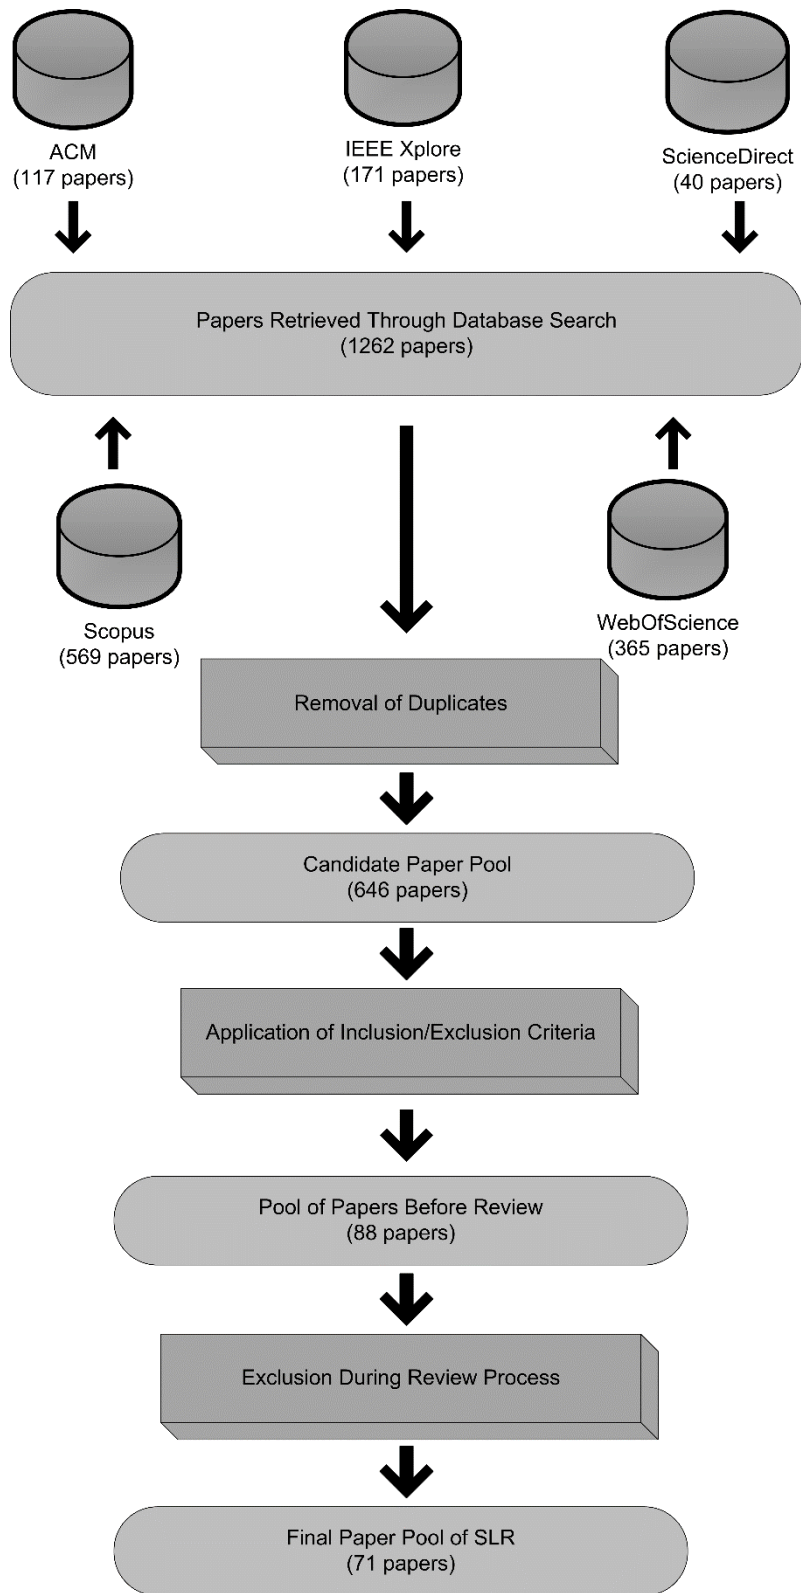 ACM
(117 papers)
IEEE Xplore
(171 papers)
ScienceDirect
(40 papers)
Papers Retrieved Through Database Search
(1262 papers)
Scopus
(569 papers)
WebOfScience
(365 papers)
Removal of Duplicates
Candidate Paper Pool
(646 papers)
Application of Inclusion/Exclusion Criteria
Pool of Papers Before Review
(88 papers)
Exclusion During Review Process
Final Paper Pool of SLR
(71 papers)